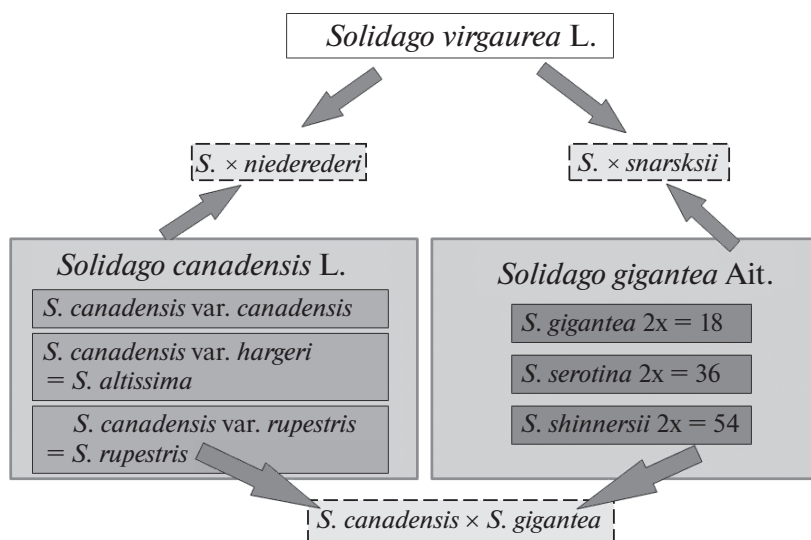 Solidago virgaurea L.
S. × niederederi
S. × snarsksii
Solidago canadensis L.
S. canadensis var. canadensis
S. canadensis var. hargeri
= S. altissima
S. canadensis var. rupestris
= S. rupestris
Solidago gigantea Ait.
S. gigantea 2x = 18
S. serotina 2x = 36
S. shinnersii 2x = 54
S. canadensis × S. gigantea